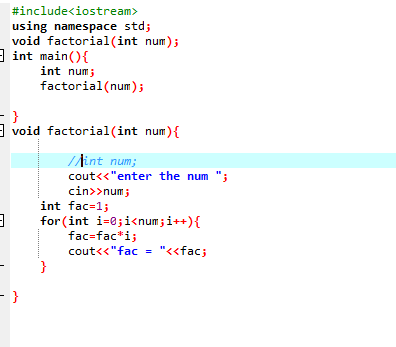 #include<iostream>
using namespace std;
void factorial(int num);
int main(){
int num;
factorial(num);
}
void factorial(int num){
//int num;
cout<<"enter the num ";
cin>>num;
int fac=1;
for(int i=0;i<num;i++){
fac=fac*i;
cout<<"fac = "<<fac;
}
}